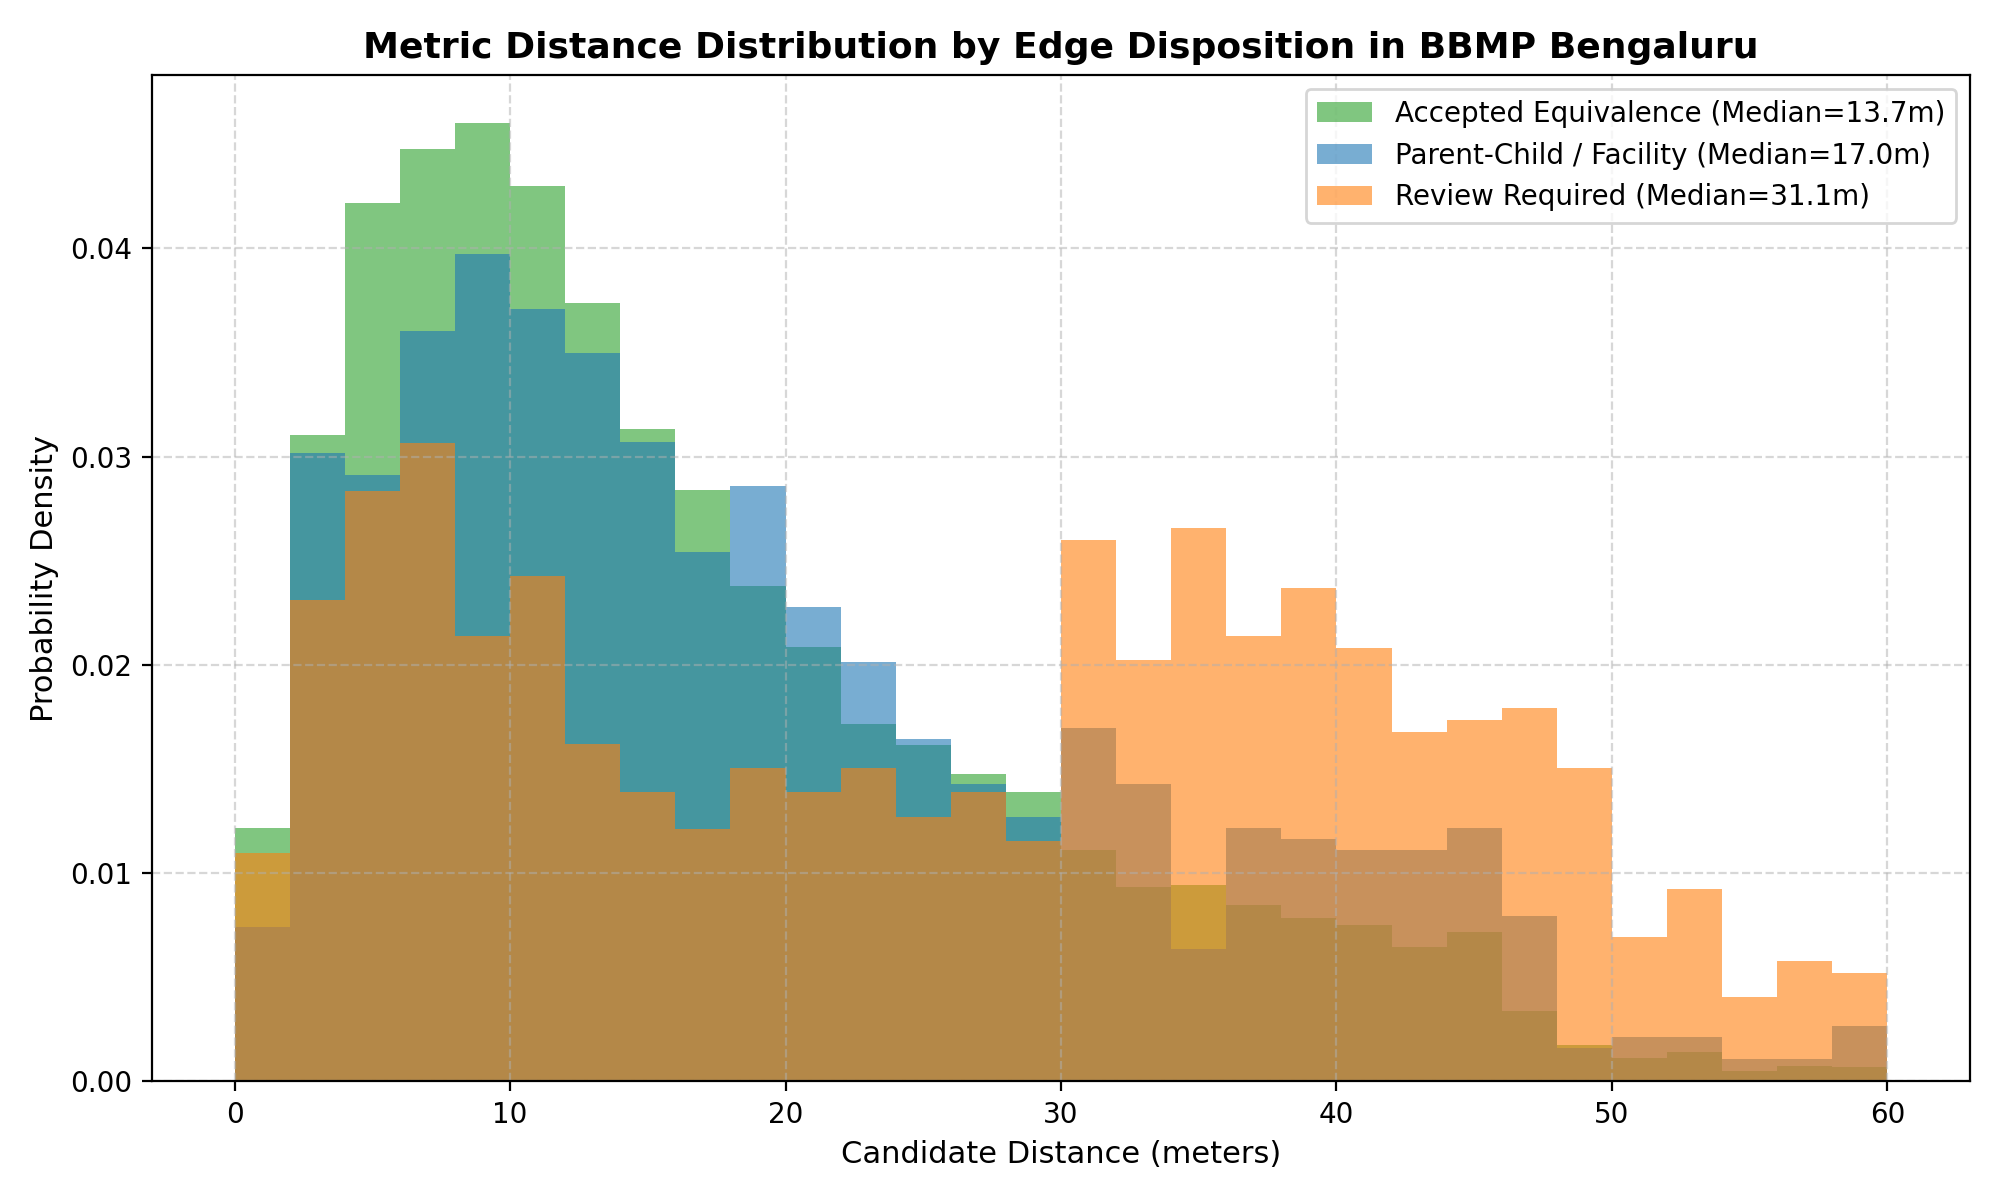 Metric Distance Distribution by Edge Disposition in BBMP Bengaluru
Accepted Equivalence (Median=13.7m)
Parent-Child / Facility (Median=17.0m)
Review Required (Median=31.1m)
Probability Density
0.04
0.03
0.02
0.01
0.00
0 10 20 30 40 50 60
Candidate Distance (meters)